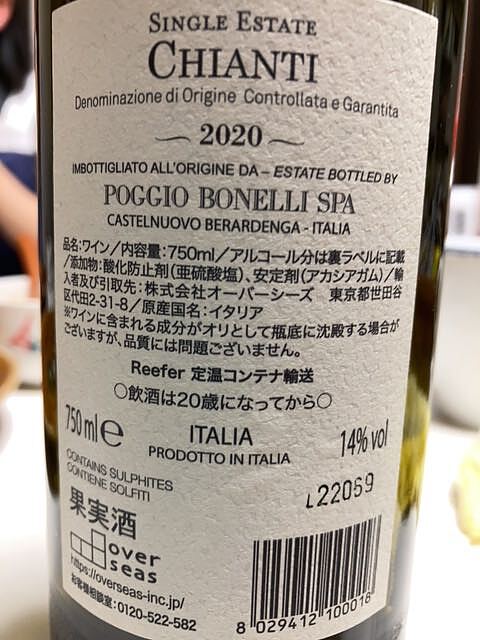 SINGLE ESTATE
CHIANTI
Denominazione di Origine Controllata e Garantita
2020
IMBOTTIGLIATO ALL'ORIGINE DA – ESTATE BOTTLED BY
POGGIO BONELLI SPA
CASTELNUOVO BERARDENGA - ITALIA
品名:ワイン/内容量:750ml/アルコール分は裏ラベルに記載
/添加物:酸化防止剤(亜硫酸塩)、安定剤(アカシアガム)/輸
入者及び引取先:株式会社オーバーシーズ 東京都世田谷
区代田2-31-8/原産国名:イタリア
※ワインに含まれる成分がオリとして瓶底に沈殿する場合が
ございますが、品質には問題ございません。
Reefer 定温コンテナ輸送
○飲酒は20歳になってから○
750 ml e
ITALIA
PRODOTTO IN ITALIA
14% vol
CONTAINS SULPHITES
CONTIENE SOLFITI
L22069
果実酒
over
seas
https://overseas-inc.jp/
お客様相談室:0120-522-582
8 029412 100016